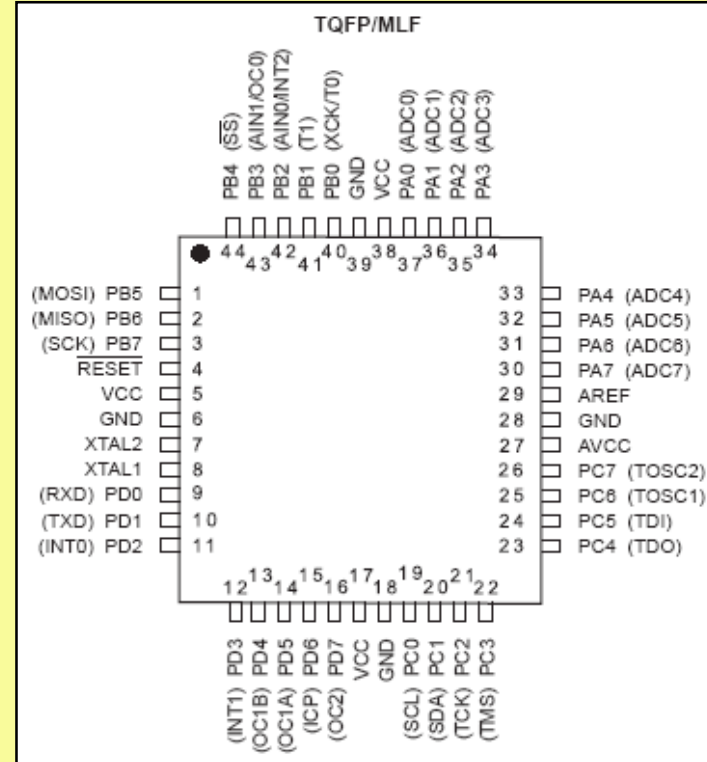 TQFP/MLF
PB4 (SS)
PB3 (AIN1/OC0)
PB2 (AIN0/INT2)
PB1 (T1)
PB0 (XCK/T0)
GND
VCC
PA0 (ADC0)
PA1 (ADC1)
PA2 (ADC2)
PA3 (ADC3)
44 43 42 41 40 39 38 37 36 35 34
(MOSI) PB5 1
(MISO) PB6 2
(SCK) PB7 3
RESET 4
VCC 5
GND 6
XTAL2 7
XTAL1 8
(RXD) PD0 9
(TXD) PD1 10
(INT0) PD2 11
33 PA4 (ADC4)
32 PA5 (ADC5)
31 PA6 (ADC6)
30 PA7 (ADC7)
29 AREF
28 GND
27 AVCC
26 PC7 (TOSC2)
25 PC6 (TOSC1)
24 PC5 (TDI)
23 PC4 (TDO)
12 13 14 15 16 17 18 19 20 21 22
(INT1) PD3
(OC1B) PD4
(OC1A) PD5
(ICP) PD6
(OC2) PD7
VCC
GND
(SCL) PC0
(SDA) PC1
(TCK) PC2
(TMS) PC3